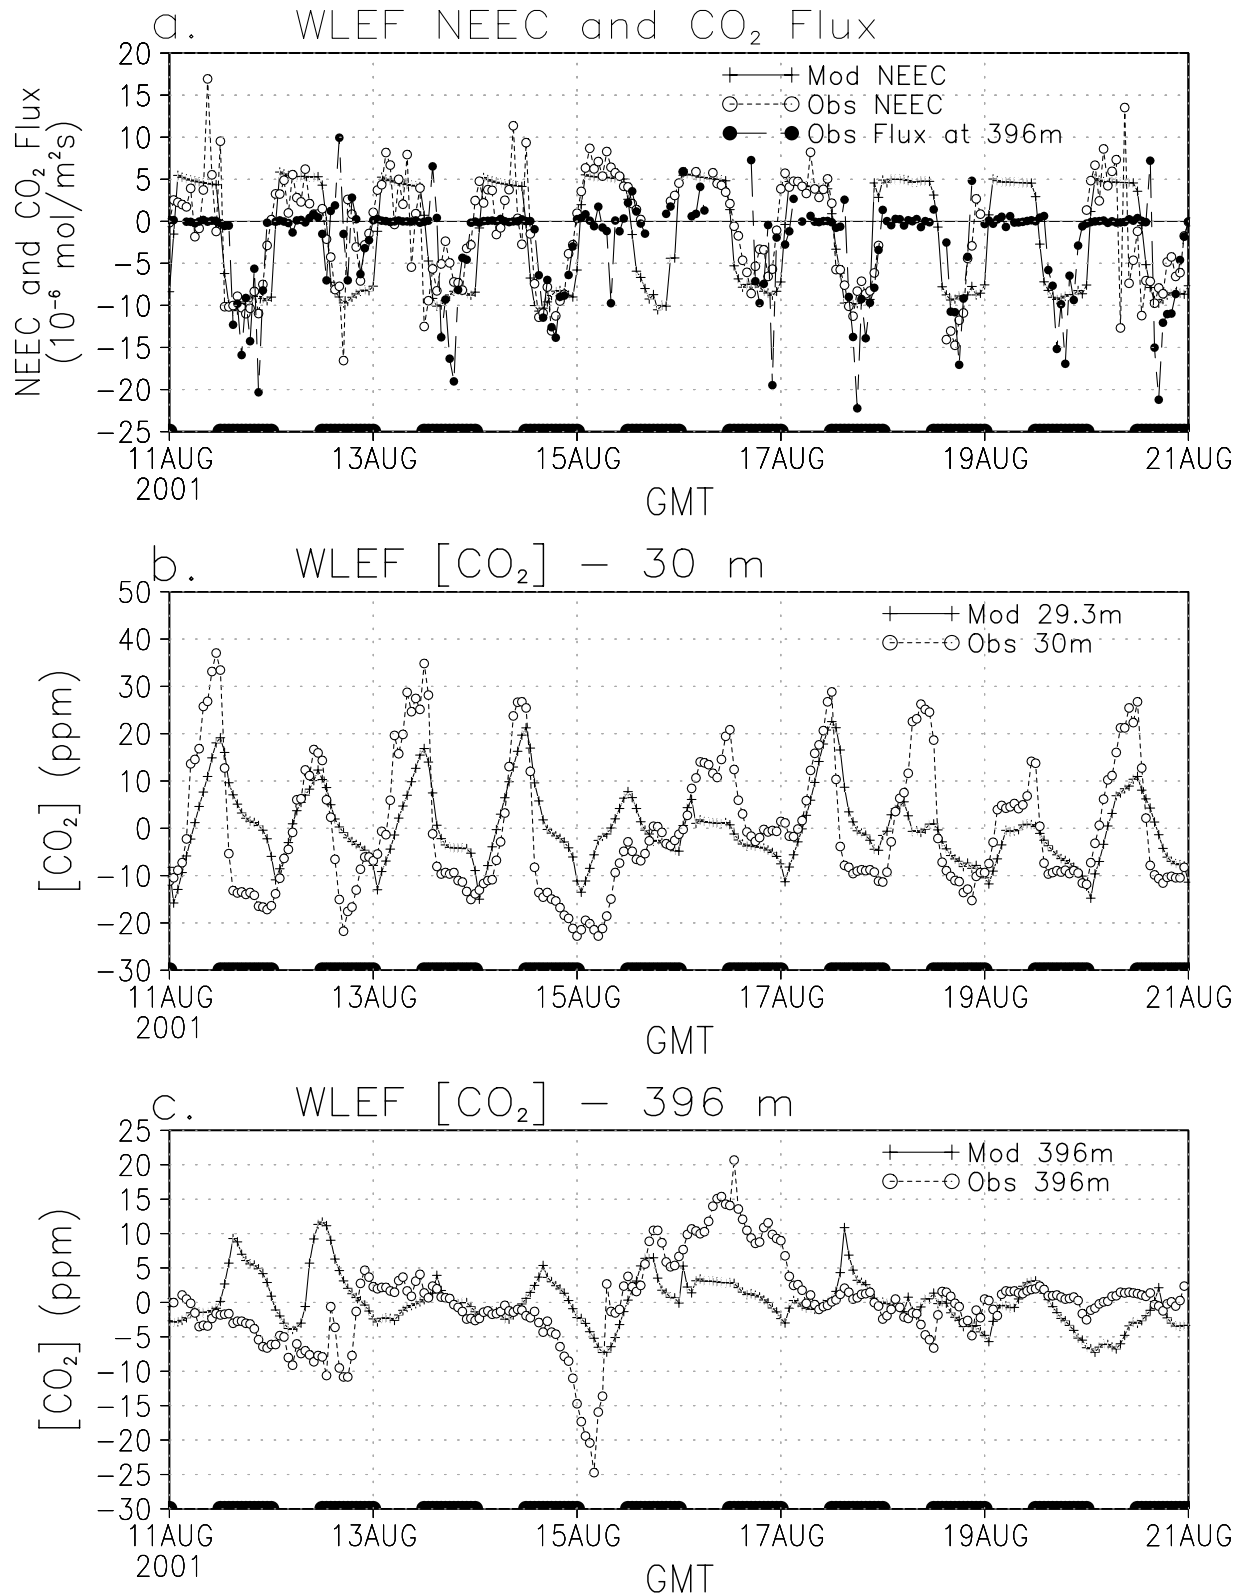 a. WLEF NEEC and CO₂ Flux
NEEC and CO₂ Flux
(10⁻⁶ mol/m²s)
20
15
10
5
0
−5
−10
−15
−20
−25
Mod NEEC
Obs NEEC
Obs Flux at 396m
11AUG 13AUG 15AUG 17AUG 19AUG 21AUG
2001
GMT
b. WLEF [CO₂] − 30 m
[CO₂] (ppm)
50
40
30
20
10
0
−10
−20
−30
Mod 29.3m
Obs 30m
11AUG 13AUG 15AUG 17AUG 19AUG 21AUG
2001
GMT
c. WLEF [CO₂] − 396 m
[CO₂] (ppm)
25
20
15
10
5
0
−5
−10
−15
−20
−25
−30
Mod 396m
Obs 396m
11AUG 13AUG 15AUG 17AUG 19AUG 21AUG
2001
GMT